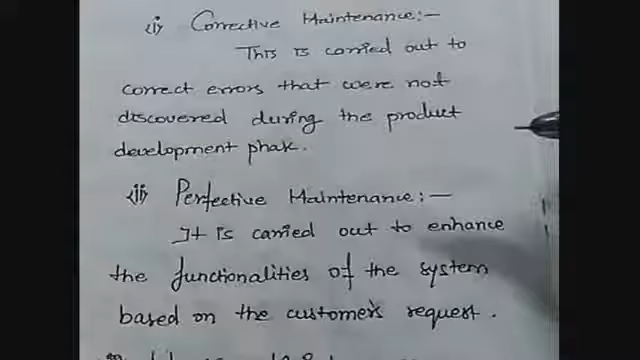 (i) Corrective Maintenance:-
This is carried out to
correct errors that were not
discovered during the product
development phak.
(ii) Perfective Maintenance:-
It is carried out to enhance
the functionalities of the system
based on the customer's request.